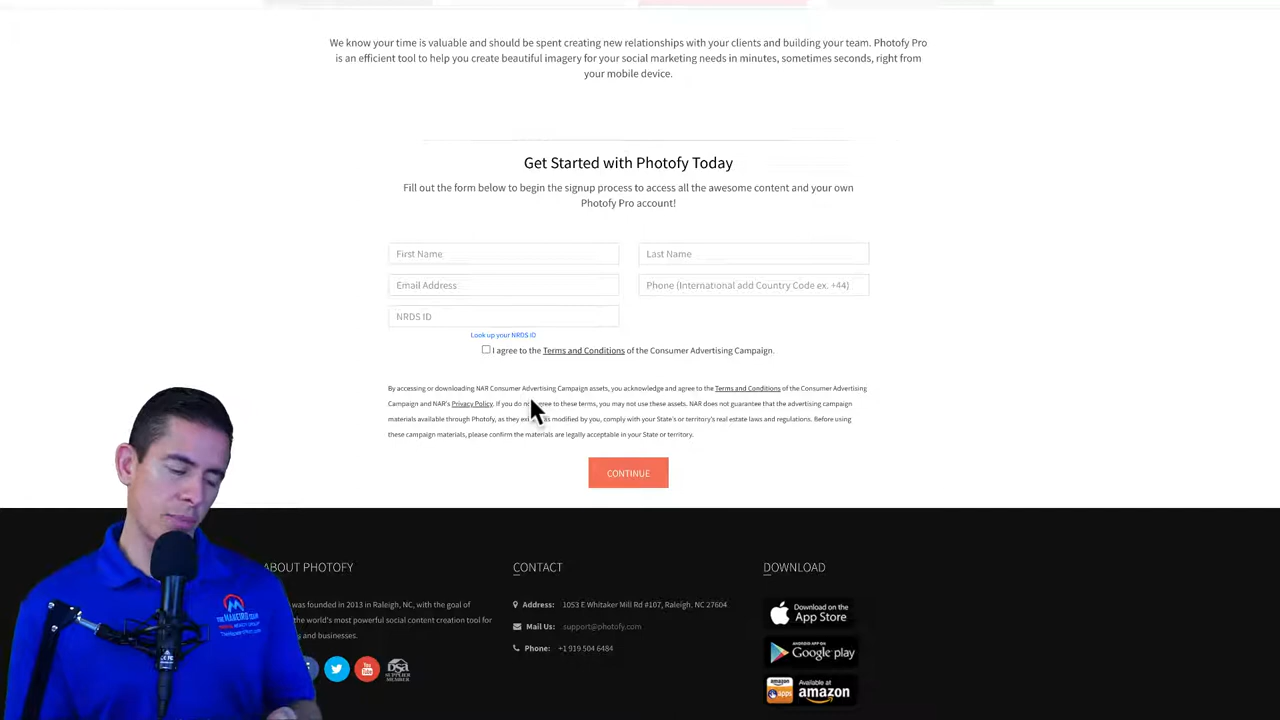 We know your time is valuable and should be spent creating new relationships with your clients and building your team. Photofy Pro
is an efficient tool to help you create beautiful imagery for your social marketing needs in minutes, sometimes seconds, right from
your mobile device.
Get Started with Photofy Today
Fill out the form below to begin the signup process to access all the awesome content and your own
Photofy Pro account!
First Name
Last Name
Email Address
Phone (International add Country Code ex. +44)
NRDS ID
Look up your NRDS ID
I agree to the Terms and Conditions of the Consumer Advertising Campaign.
By accessing or downloading NAR Consumer Advertising Campaign assets, you acknowledge and agree to the Terms and Conditions of the Consumer Advertising
Campaign and NAR's Privacy Policy. If you do not agree to these terms, you may not use these assets. NAR does not guarantee that the advertising campaign
materials available through Photofy, as they modified by you, comply with your State's or territory's real estate laws and regulations. Before using
these campaign materials, please confirm the materials are legally acceptable in your State or territory.
CONTINUE
ABOUT PHOTOFY
was founded in 2013 in Raleigh, NC, with the goal of
the world's most powerful social content creation tool for
and businesses.
CONTACT
Address: 1053 E Whitaker Mill Rd #107, Raleigh, NC 27604
Mail Us: support@photofy.com
Phone: +1 919 504 6484
DOWNLOAD
Download on the
App Store
ANDROID APP ON
Google play
Available at
amazon
apps
You Tube
DSA
SUPPLIER
MEMBER